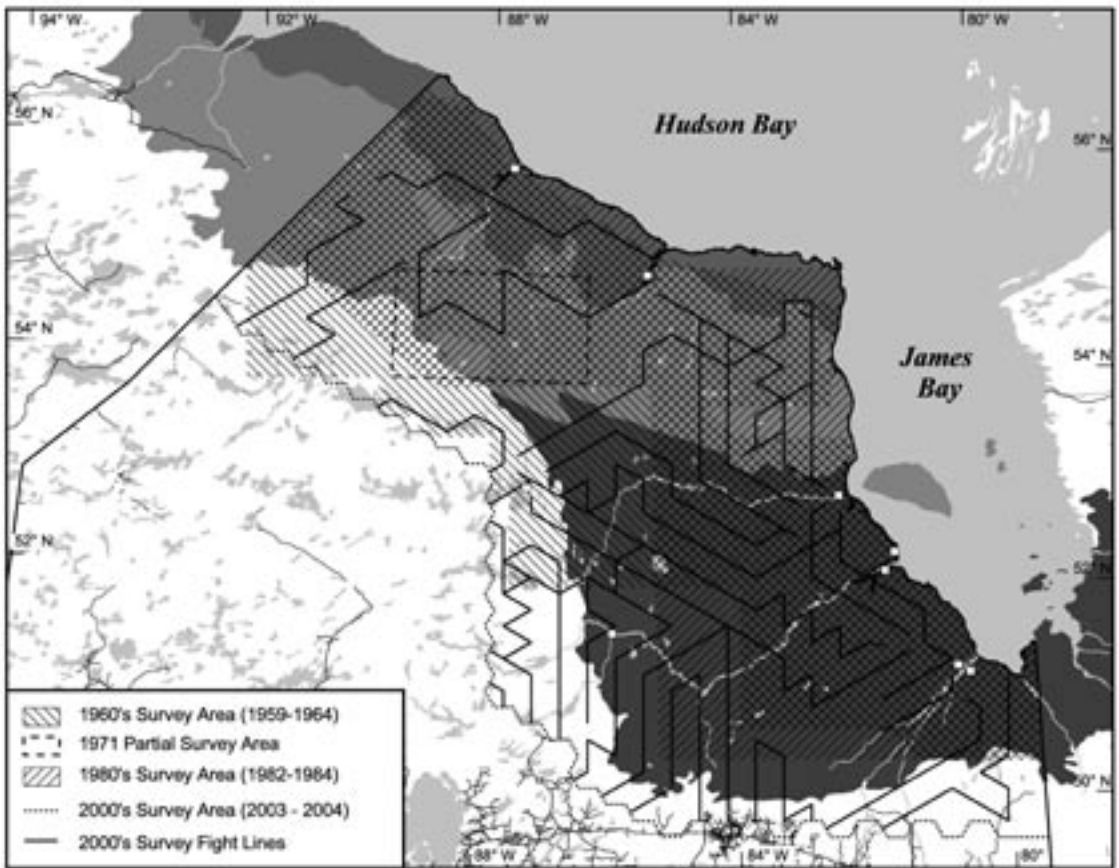 94° W 92° W 88° W 84° W 80° W
56° N
Hudson Bay
56° N
54° N
James
Bay
54° N
52° N
52° N
1960's Survey Area (1959-1964)
1971 Partial Survey Area
1980's Survey Area (1982-1984)
2000's Survey Area (2003 - 2004)
2000's Survey Fight Lines
50° N
88° W 84° W 80°